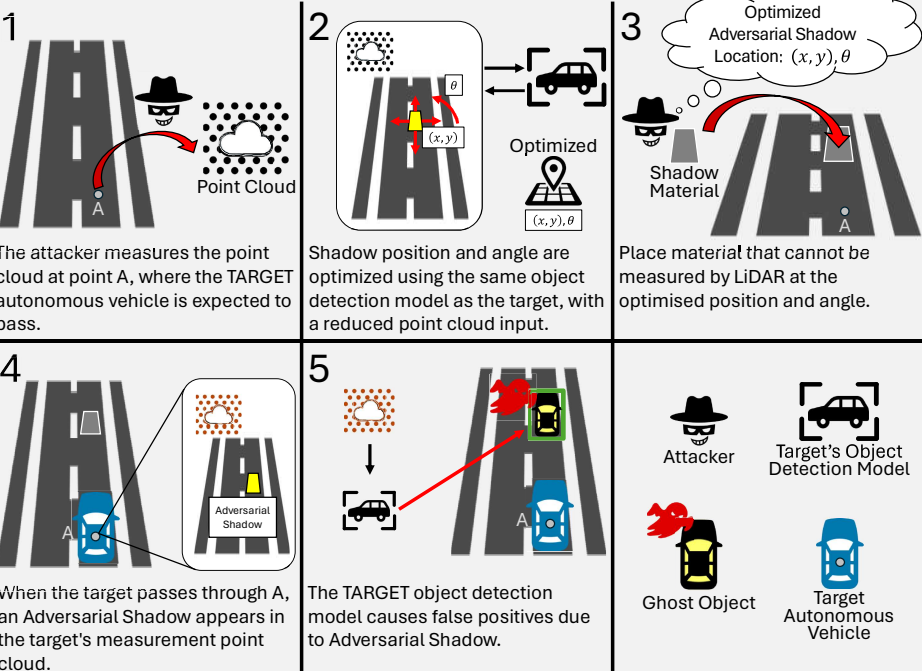 1
A
Point Cloud
The attacker measures the point
cloud at point A, where the TARGET
autonomous vehicle is expected to
pass.
2
θ
(x, y)
Optimized
(x, y), θ
Shadow position and angle are
optimized using the same object
detection model as the target, with
a reduced point cloud input.
3
Optimized
Adversarial Shadow
Location: (x, y), θ
Shadow
Material
A
Place material that cannot be
measured by LiDAR at the
optimised position and angle.
4
A
Adversarial
Shadow
When the target passes through A,
an Adversarial Shadow appears in
the target's measurement point
cloud.
5
A
The TARGET object detection
model causes false positives due
to Adversarial Shadow.
Attacker
Target's Object
Detection Model
Ghost Object
Target
Autonomous
Vehicle